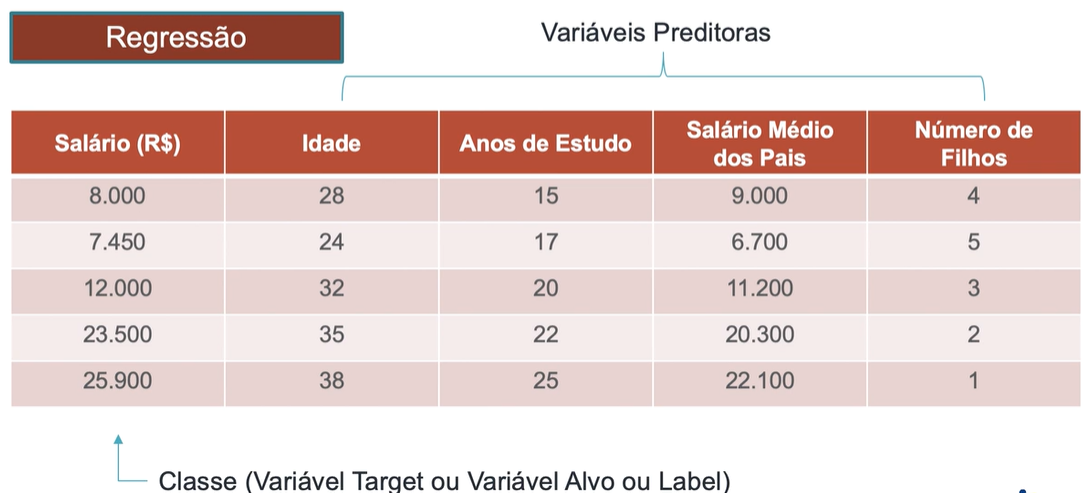 Regressão
Variáveis Preditoras
Salário (R$) Idade Anos de Estudo Salário Médio dos Pais Número de Filhos
8.000 28 15 9.000 4
7.450 24 17 6.700 5
12.000 32 20 11.200 3
23.500 35 22 20.300 2
25.900 38 25 22.100 1
Classe (Variável Target ou Variável Alvo ou Label)